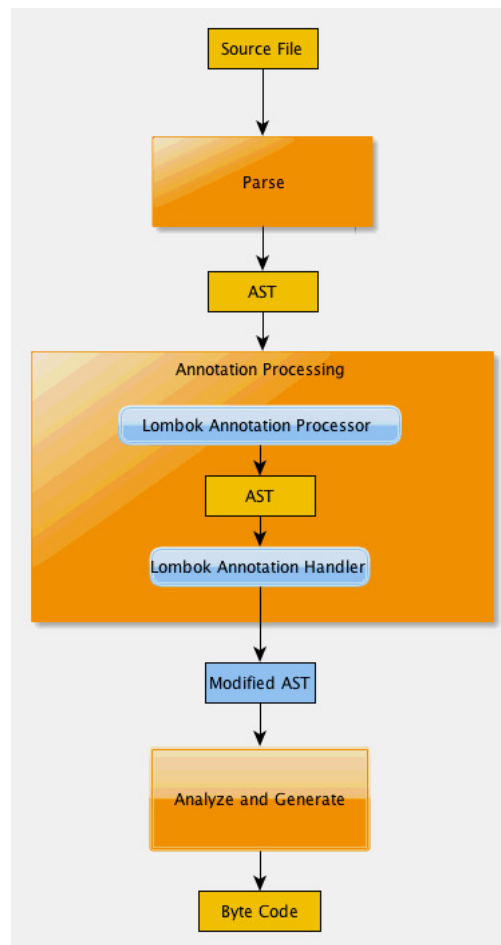 Source File
Parse
AST
Annotation Processing
Lombok Annotation Processor
AST
Lombok Annotation Handler
Modified AST
Analyze and Generate
Byte Code